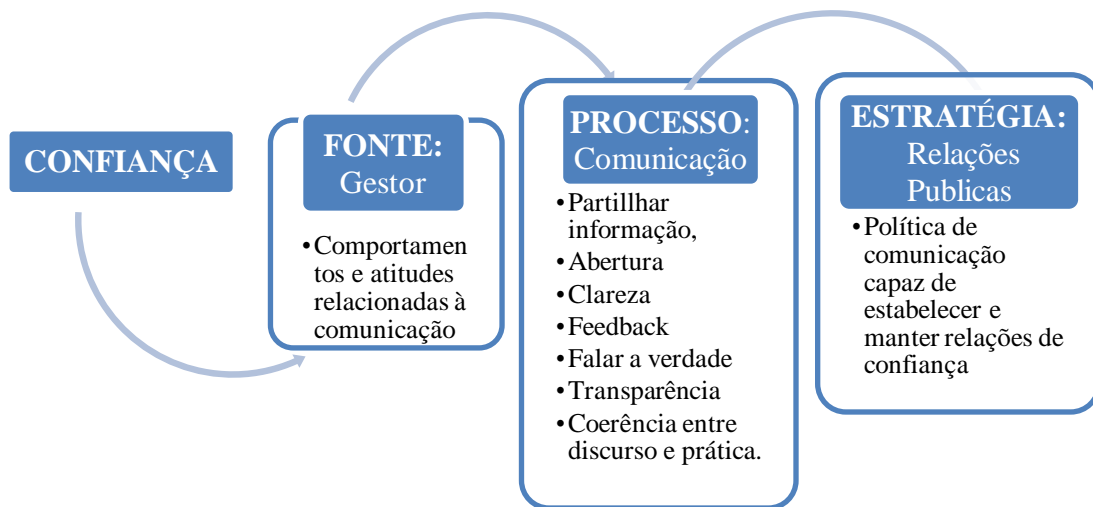 CONFIANÇA
FONTE:
Gestor
•Comportamen
tos e atitudes
relacionadas à
comunicação
PROCESSO:
Comunicação
•Partillhar
informação,
•Abertura
•Clareza
•Feedback
•Falar a verdade
•Transparência
•Coerência entre
discurso e prática.
ESTRATÉGIA:
Relações
Publicas
•Política de
comunicação
capaz de
estabelecer e
manter relações de
confiança